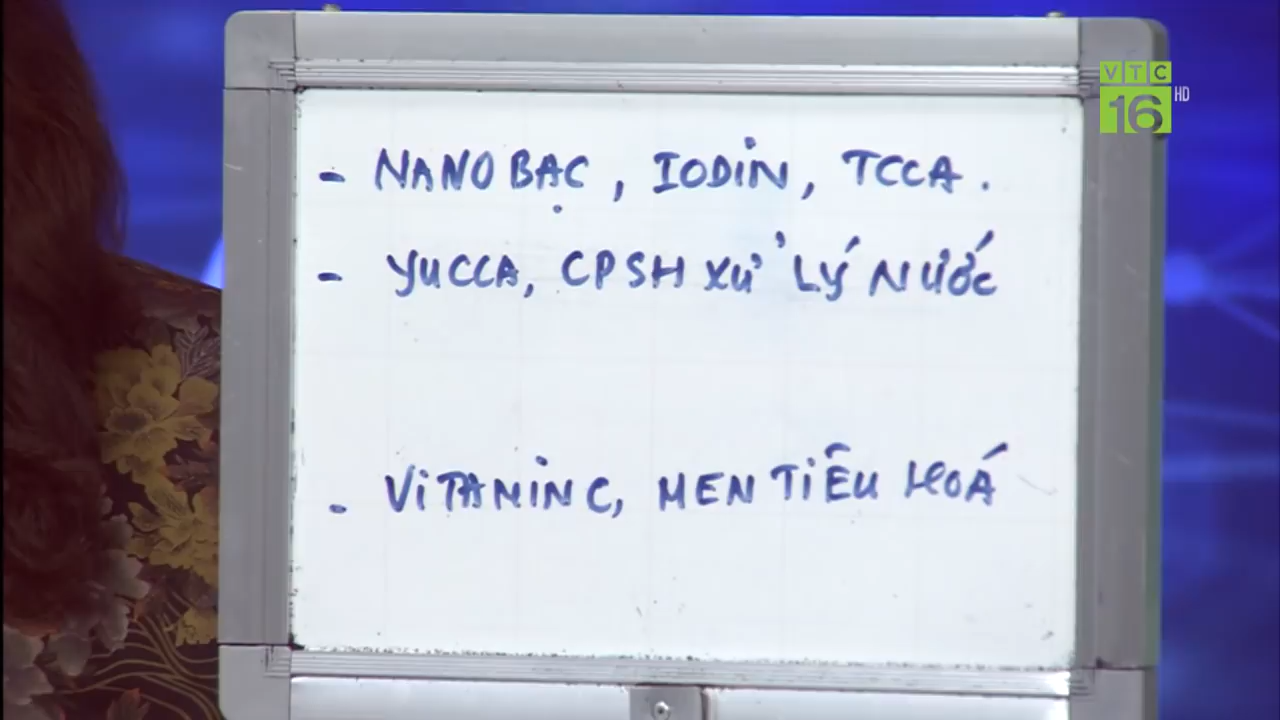 VTC
16 HD
- NANO BẠC, IODIN, TCCA.
- YUCCA, CPSH XỬ LÝ NƯỚC
- VITAMIN C, MEN TIÊU HOÁ